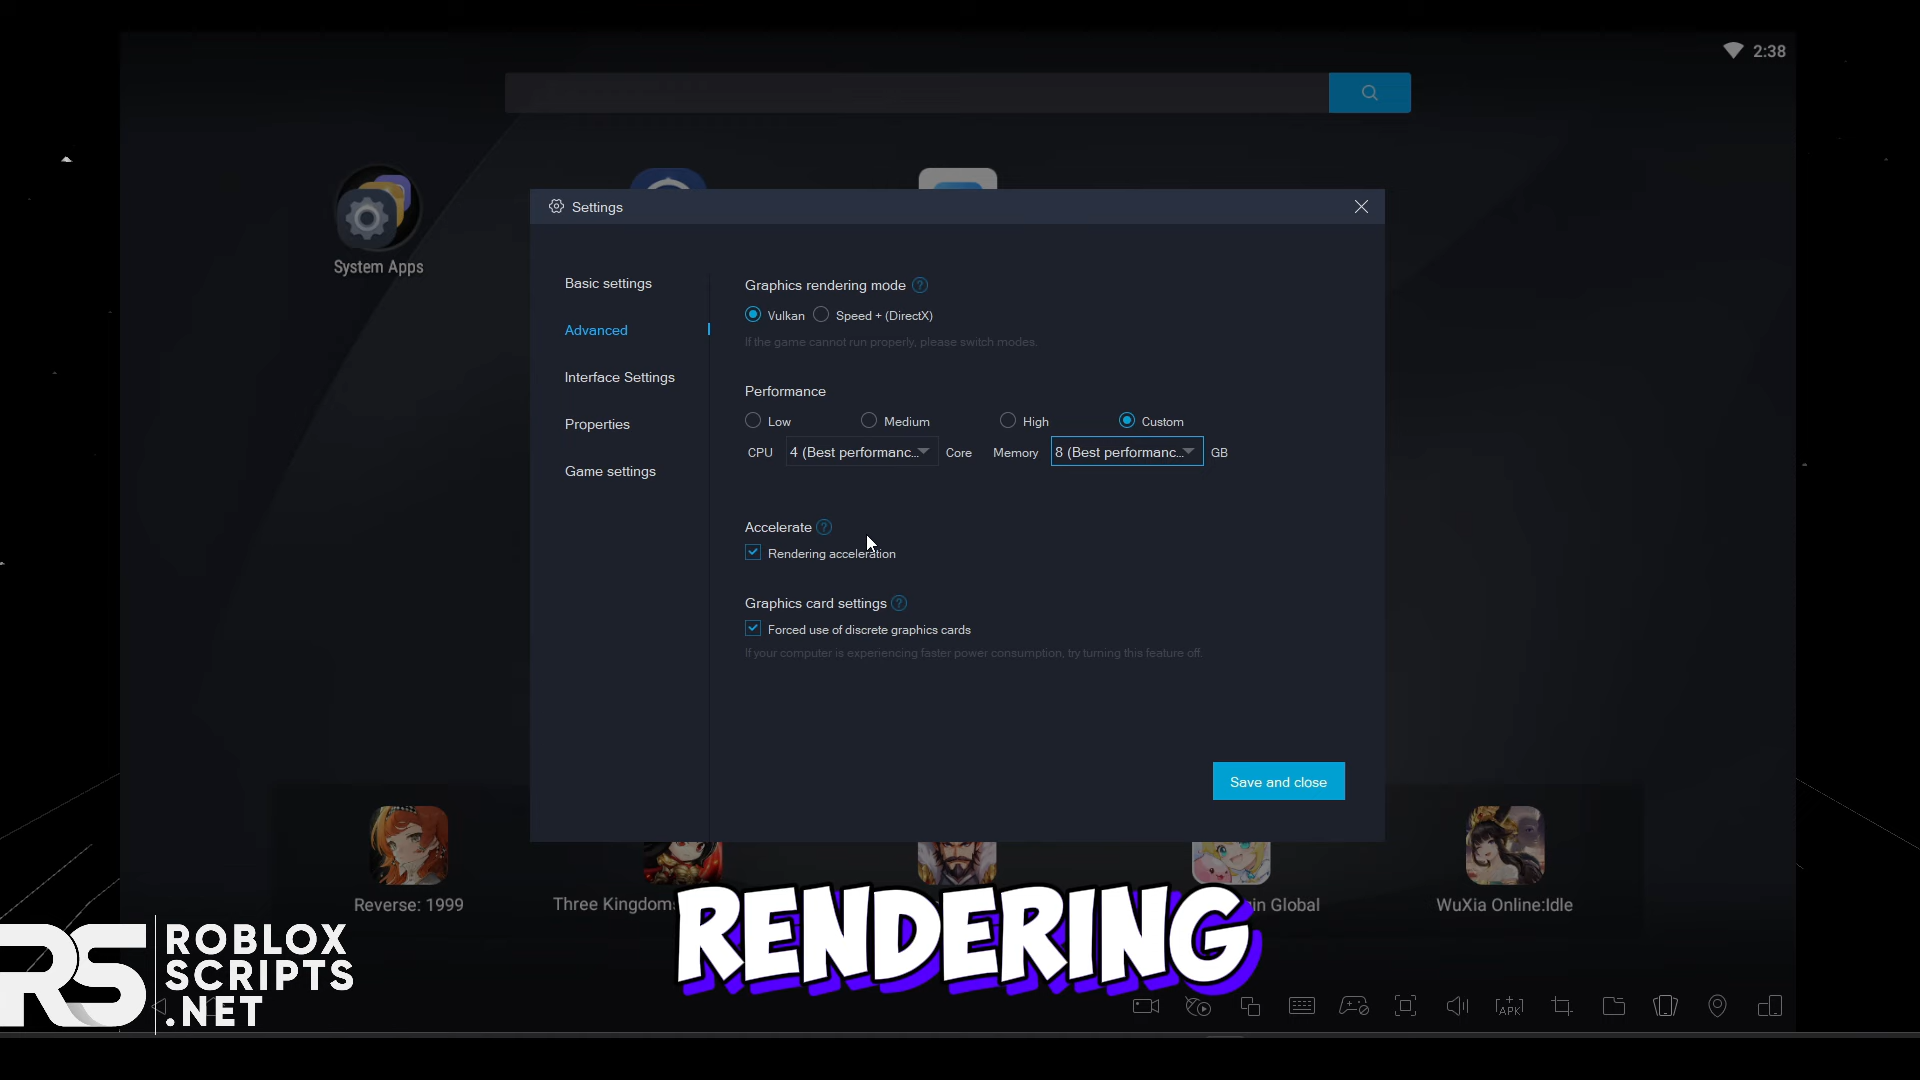 2:38
System Apps
Settings
Basic settings
Advanced
Interface Settings
Properties
Game settings
Graphics rendering mode ?
Vulkan Speed + (DirectX)
If the game cannot run properly, please switch modes.
Performance
Low Medium High Custom
CPU 4 (Best performanc... Core Memory 8 (Best performanc... GB
Accelerate ?
Rendering acceleration
Graphics card settings ?
Forced use of discrete graphics cards
If your computer is experiencing faster power consumption, try turning this feature off.
Save and close
Reverse: 1999
Three Kingdom
in Global
WuXia Online:Idle
RENDERING
RS
ROBLOX
SCRIPTS
.NET
APK